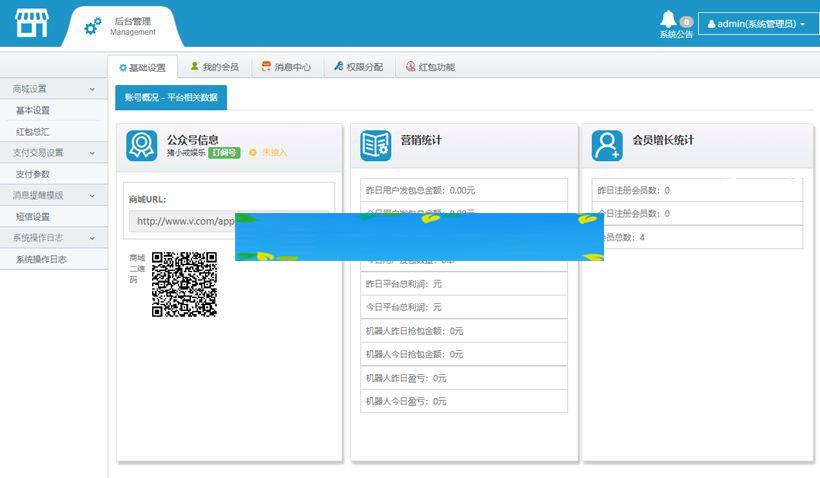 后台管理
Management
0
系统公告
admin(系统管理员)
基础设置
我的会员
消息中心
权限分配
红包功能
商城设置
基本设置
红包总汇
支付交易设置
支付参数
消息提醒模版
短信设置
系统操作日志
系统操作日志
账号概况 - 平台相关数据
公众号信息
猪小戒娱乐 订阅号 未接入
商城URL:
http://www.v.com/app
商城
二维
码
营销统计
昨日用户发包总金额: 0.00元
今日用户发包总金额: 0.00元
昨日平台总利润: 元
今日平台总利润: 元
机器人昨日抢包金额: 0元
机器人今日抢包金额: 0元
机器人昨日盈亏: 0元
机器人今日盈亏: 0元
会员增长统计
昨日注册会员数: 0
今日注册会员数: 0
员总数: 4